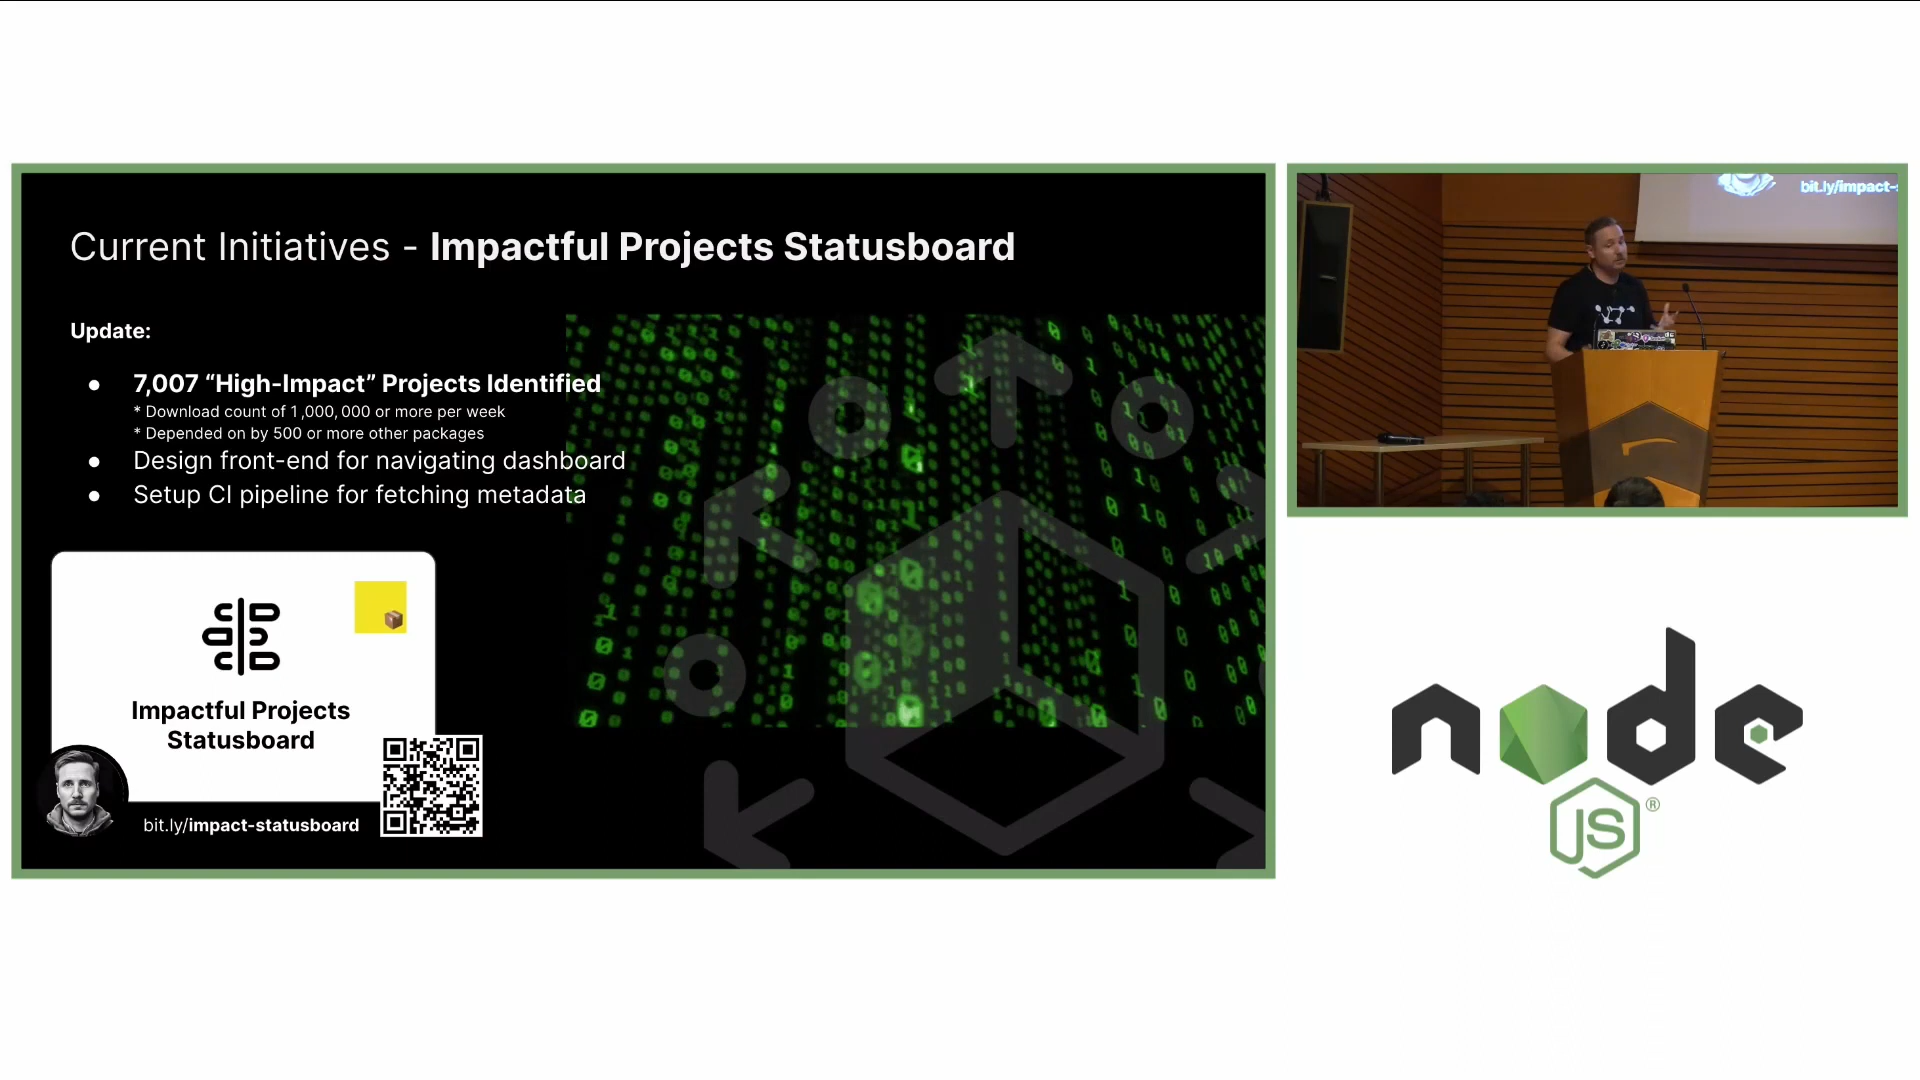 Current Initiatives - Impactful Projects Statusboard
Update:
● 7,007 “High-Impact” Projects Identified
* Download count of 1,000,000 or more per week
* Depended on by 500 or more other packages
● Design front-end for navigating dashboard
● Setup CI pipeline for fetching metadata
Impactful Projects
Statusboard
bit.ly/impact-statusboard
bit.ly/impact-
node
JS®